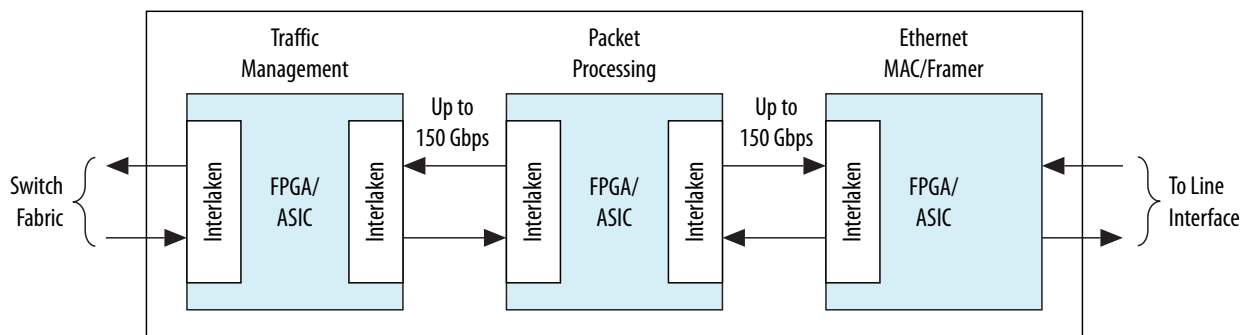 Traffic
Management
Packet
Processing
Ethernet
MAC/Framer
Up to
150 Gbps
Up to
150 Gbps
Switch
Fabric
Interlaken
FPGA/
ASIC
Interlaken
Interlaken
FPGA/
ASIC
Interlaken
Interlaken
FPGA/
ASIC
To Line
Interface